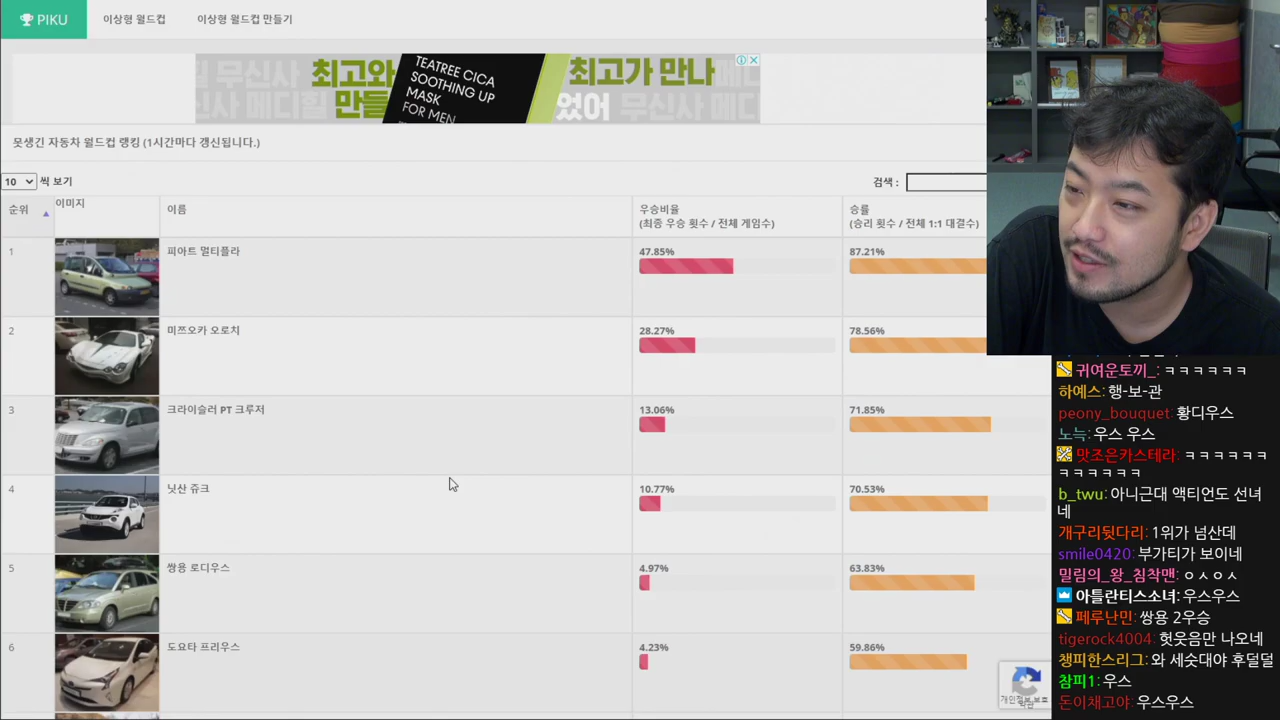 PIKU
이상형 월드컵
이상형 월드컵 만들기
최고와
만들
TEATREE CICA
SOOTHING UP
MASK
FOR MEN
최고가 만나
었어
못생긴 자동차 월드컵 랭킹 (1시간마다 갱신됩니다.)
10 씩 보기
검색 :
순위
이미지
이름
우승비율
(최종 우승 횟수 / 전체 게임수)
승률
(승리 횟수 / 전체 1:1 대결수)
1
피아트 멀티플라
47.85%
87.21%
2
미쯔오카 오로치
28.27%
78.56%
3
크라이슬러 PT 크루저
13.06%
71.85%
4
닛산 쥬크
10.77%
70.53%
5
쌍용 로디우스
4.97%
63.83%
6
도요타 프리우스
4.23%
59.86%
개인정보 보호
약관
귀여운토끼_: ㅋㅋㅋㅋㅋㅋ
하예스: 행-보-관
peony_bouquet: 황디우스
노늑: 우스 우스
맛조은카스테라: ㅋㅋㅋㅋㅋㅋ
ㅋㅋㅋㅋㅋㅋ
b_twu: 아니근대 액티언도 선녀
네
개구리뒷다리: 1위가 넘산데
smile0420: 부가티가 보이네
밀림의_왕_침착맨: ㅇㅅㅇㅅ
아틀란티스소녀: 우스우스
페루난민: 쌍용 2우승
tigerock4004: 헛웃음만 나오네
챙피한스리그: 와 세숫대야 후덜덜
참피1: 우스
돈이채고야: 우스우스